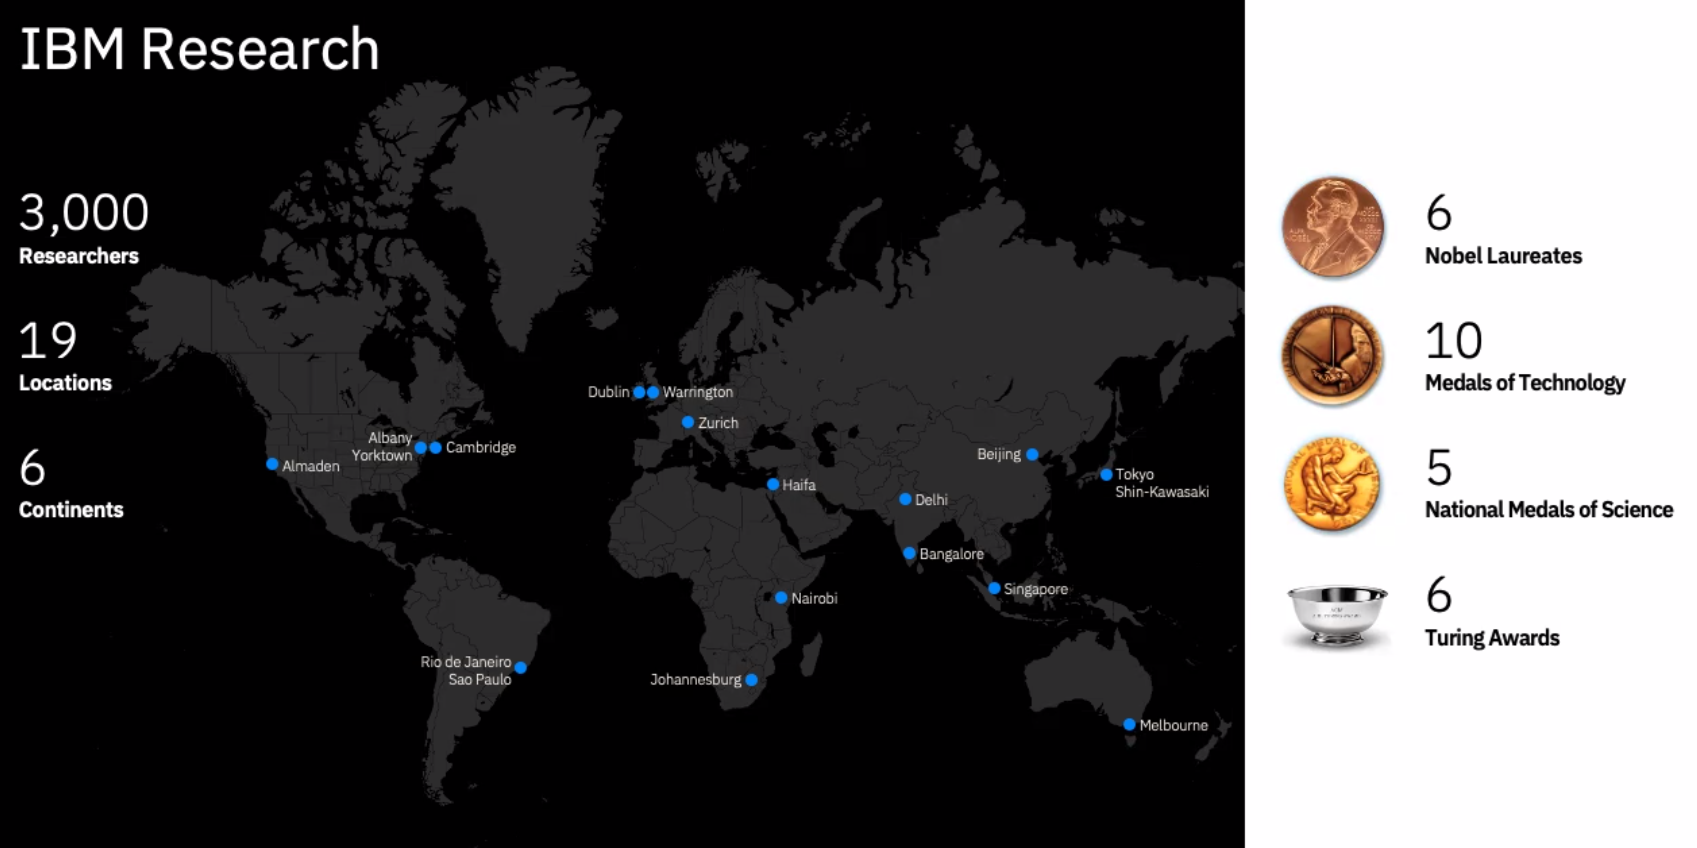 IBM Research
3,000
Researchers
19
Locations
6
Continents
Dublin
Warrington
Zurich
Albany
Yorktown
Cambridge
Almaden
Beijing
Tokyo
Shin-Kawasaki
Haifa
Delhi
Bangalore
Singapore
Nairobi
Rio de Janeiro
Sao Paulo
Johannesburg
Melbourne
6
Nobel Laureates
10
Medals of Technology
5
National Medals of Science
6
Turing Awards